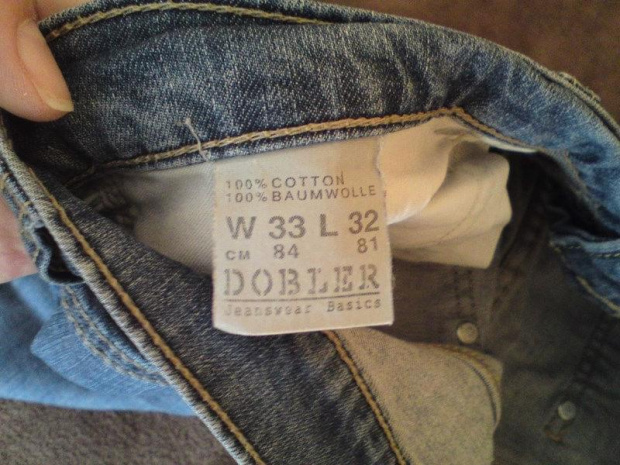 100% COTTON
100% BAUMWOLLE
W 33 L 32
CM 84 81
DOBLER
Jeanswear Basics